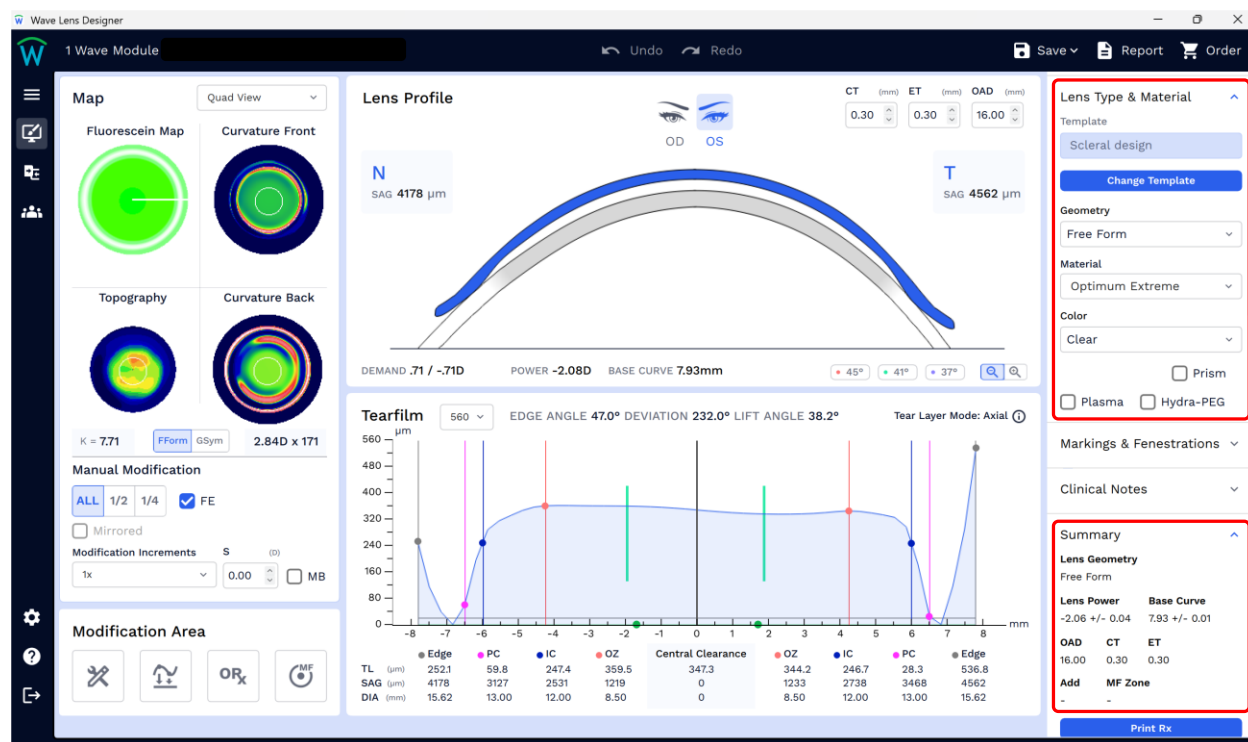 Wave Lens Designer
1 Wave Module
Undo
Redo
Save
Report
Order
Map
Quad View
Fluorescein Map
Curvature Front
Topography
Curvature Back
K = 7.71
FForm
GSym
2.84D x 171
Manual Modification
ALL
1/2
1/4
FE
Mirrored
Modification Increments
S
(D)
1x
0.00
MB
Modification Area
ORx
MF
Lens Profile
OD
OS
CT (mm)
ET (mm)
OAD (mm)
0.30
0.30
16.00
N
SAG 4178 µm
T
SAG 4562 µm
DEMAND .71 / -.71D
POWER -2.08D
BASE CURVE 7.93mm
45°
41°
37°
Tearfilm
560
EDGE ANGLE 47.0° DEVIATION 232.0° LIFT ANGLE 38.2°
Tear Layer Mode: Axial
µm
560
480
400
320
240
160
80
0
-8 -7 -6 -5 -4 -3 -2 -1 0 1 2 3 4 5 6 7 8 mm
Edge PC IC OZ Central Clearance OZ IC PC Edge
TL (µm) 252.1 59.8 247.4 359.5 347.3 344.2 246.7 28.3 536.8
SAG (µm) 4178 3127 2531 1219 0 1233 2738 3468 4562
DIA (mm) 15.62 13.00 12.00 8.50 0 8.50 12.00 13.00 15.62
Lens Type & Material
Template
Scleral design
Change Template
Geometry
Free Form
Material
Optimum Extreme
Color
Clear
Prism
Plasma
Hydra-PEG
Markings & Fenestrations
Clinical Notes
Summary
Lens Geometry
Free Form
Lens Power Base Curve
-2.06 +/- 0.04 7.93 +/- 0.01
OAD CT ET
16.00 0.30 0.30
Add MF Zone
- -
Print Rx